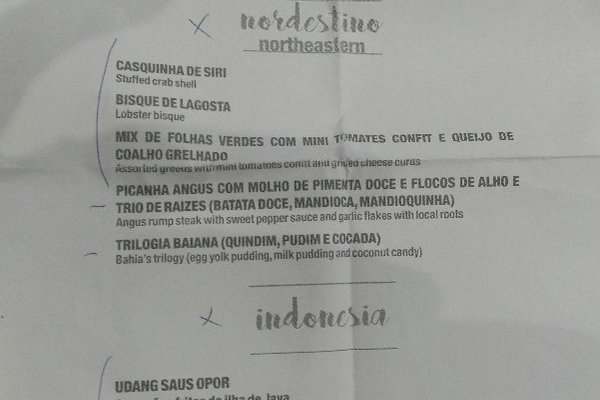 nordestino
northeastern
CASQUINHA DE SIRI
Stuffed crab shell
BISQUE DE LAGOSTA
Lobster bisque
MIX DE FOLHAS VERDES COM MINI TOMATES CONFIT E QUEIJO DE
COALHO GRELHADO
Assorted greens with mini tomatoes confit and grilled cheese curds
PICANHA ANGUS COM MOLHO DE PIMENTA DOCE E FLOCOS DE ALHO E
TRIO DE RAIZES (BATATA DOCE, MANDIOCA, MANDIOQUINHA)
Angus rump steak with sweet pepper sauce and garlic flakes with local roots
TRILOGIA BAIANA (QUINDIM, PUDIM E COCADA)
Bahia's trilogy (egg yolk pudding, milk pudding and coconut candy)
indonesia
UDANG SAUS OPOR
ilha de Java